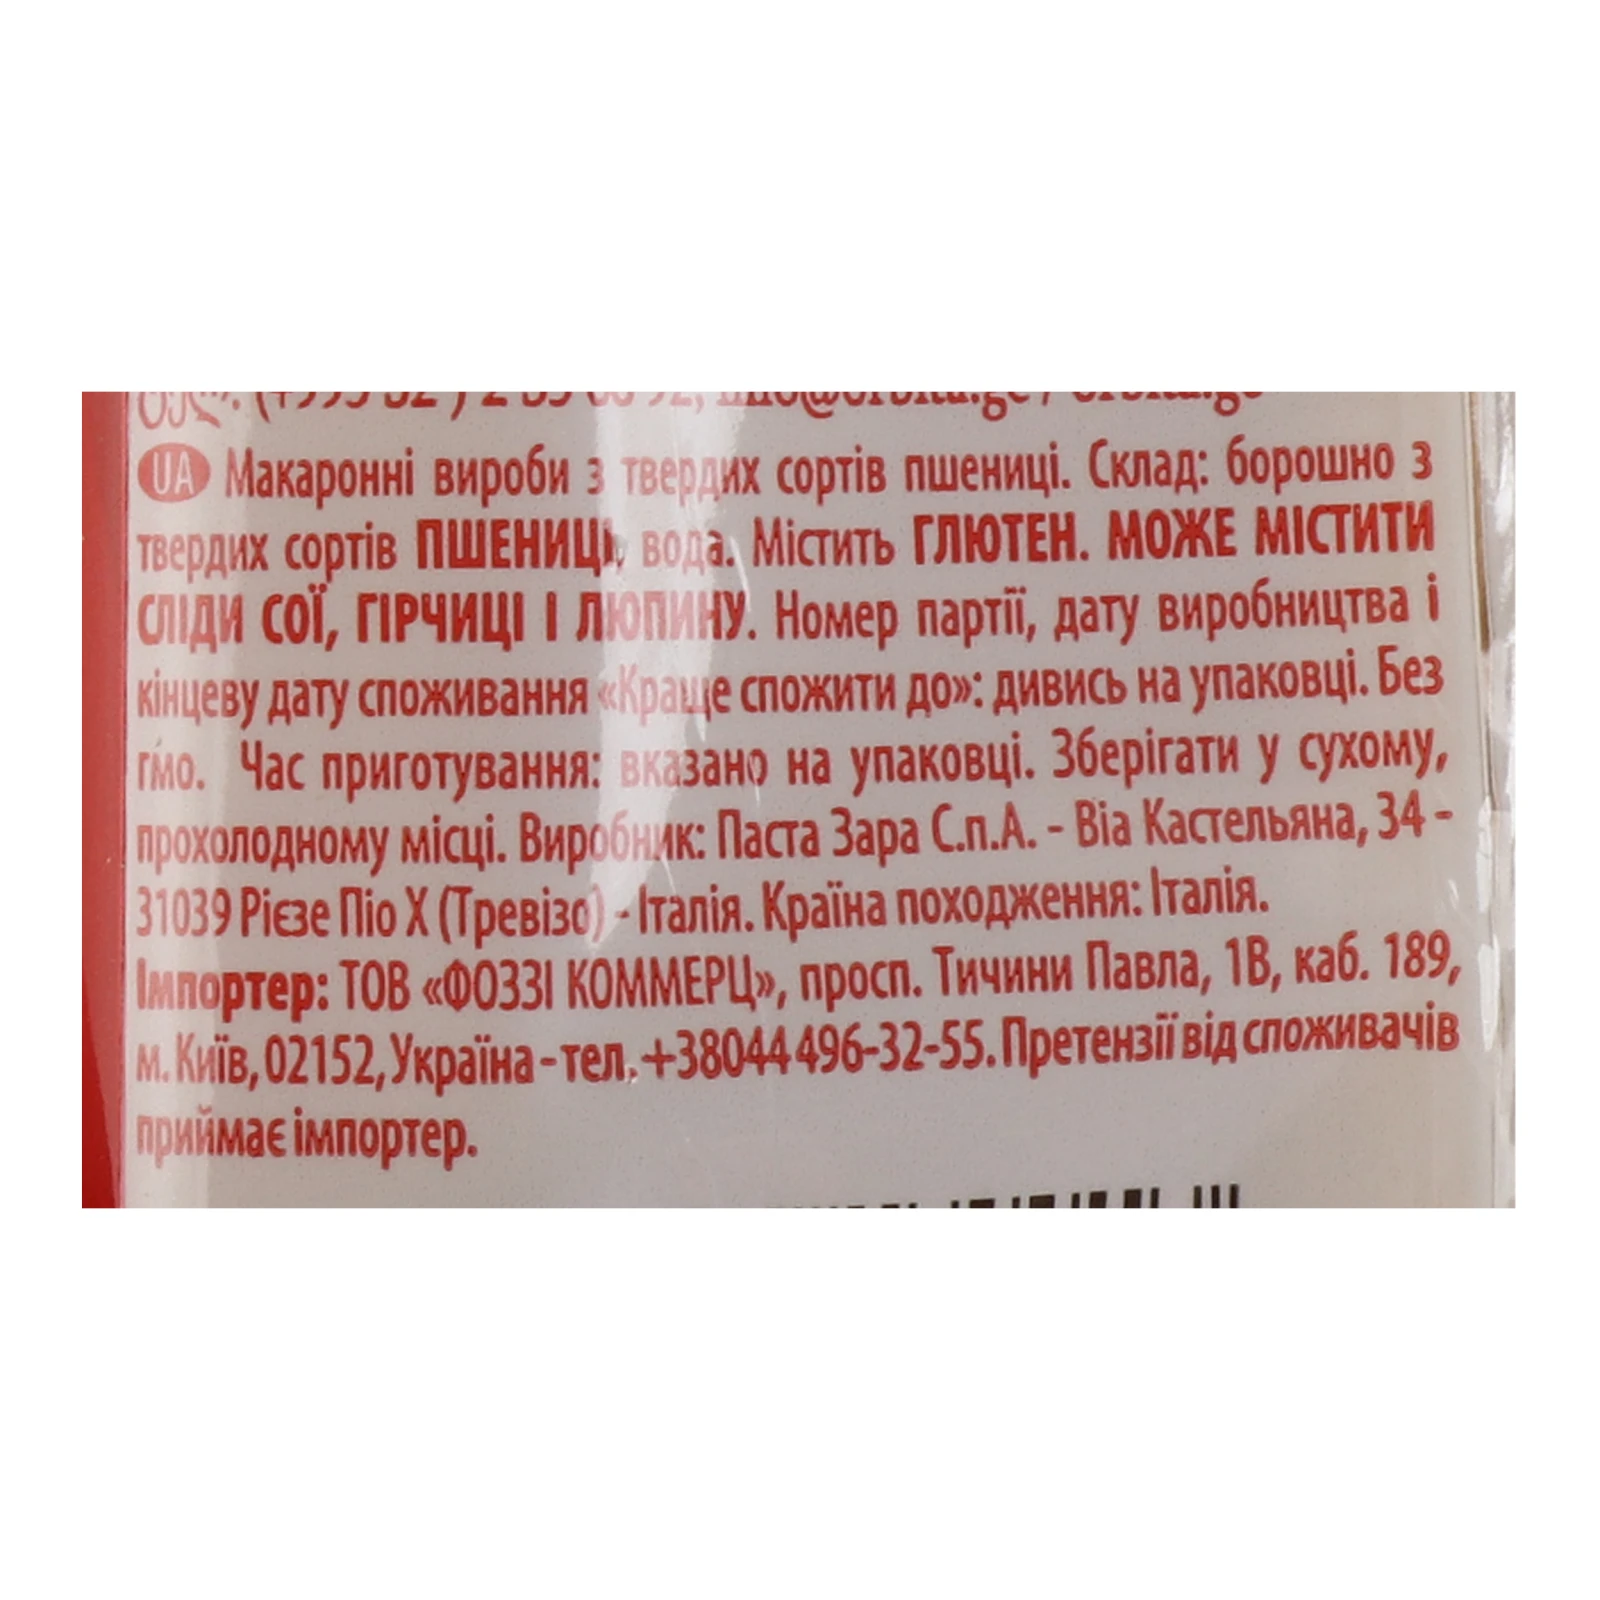 UA Макаронні вироби з твердих сортів пшениці. Склад: борошно з
твердих сортів ПШЕНИЦІ, вода. Містить ГЛЮТЕН. МОЖЕ МІСТИТИ
СЛІДИ СОЇ, ГІРЧИЦІ І ЛЮПИНУ. Номер партії, дату виробництва і
кінцеву дату споживання «Краще спожити до»: дивись на упаковці. Без
гмо. Час приготування: вказано на упаковці. Зберігати у сухому,
прохолодному місці. Виробник: Паста Зара С.п.А. - Віа Кастельяна, 34 -
31039 Рієзе Піо Х (Тревізо) - Італія. Країна походження: Італія.
Імпортер: ТОВ «ФОЗЗІ КОММЕРЦ», просп. Тичини Павла, 1В, каб. 189,
м. Київ, 02152, Україна - тел. +38044 496-32-55. Претензії від споживачів
приймає імпортер.